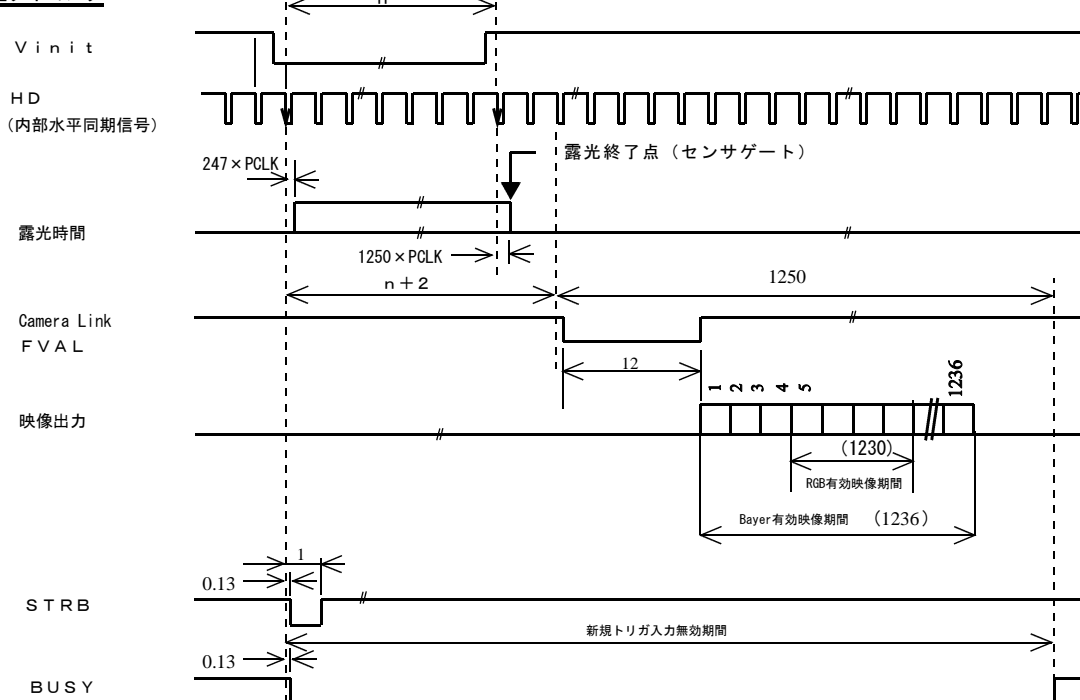 Ｖｉｎｉｔ
ＨＤ
（内部水平同期信号）
露光終了点（センサゲート）
247×PCLK
露光時間
1250×PCLK
ｎ＋２
1250
Camera Link
ＦＶＡＬ
12
1
2
3
4
5
1236
映像出力
（1230）
RGB有効映像期間
Bayer有効映像期間 （1236）
1
0.13
ＳＴＲＢ
新規トリガ入力無効期間
0.13
ＢＵＳＹ